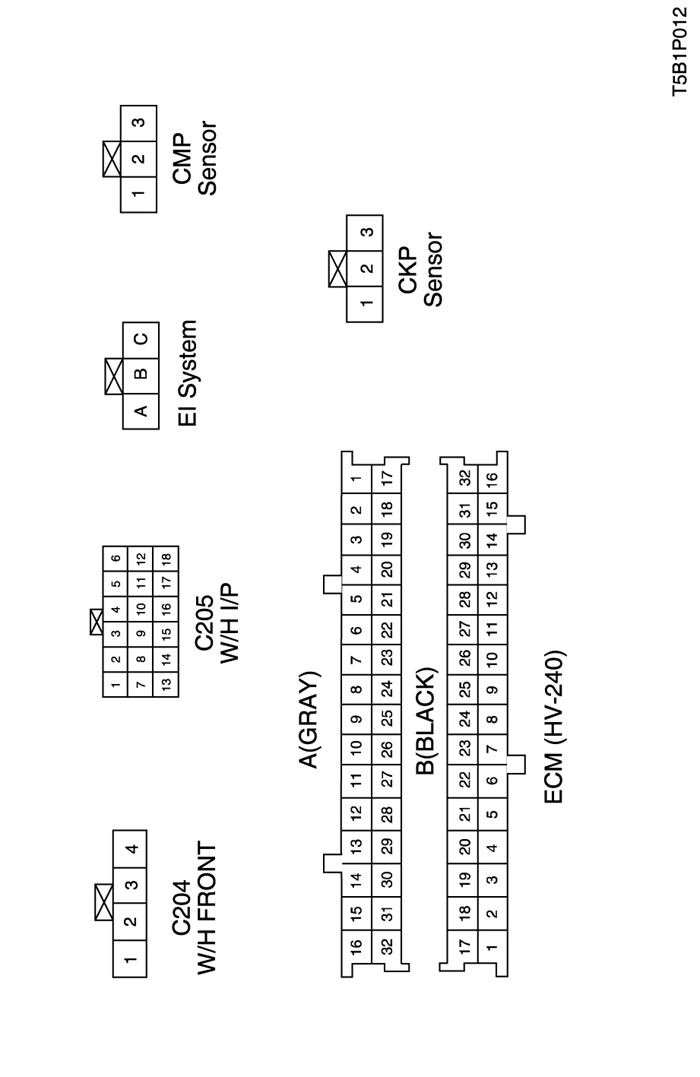 1 2 3 4
C204
W/H FRONT
1 2 3 4 5 6
7 8 9 10 11 12
13 14 15 16 17 18
C205
W/H I/P
A B C
EI System
1 2 3
CMP
Sensor
A(GRAY)
16 15 14 13 12 11 10 9 8 7 6 5 4 3 2 1
32 31 30 29 28 27 26 25 24 23 22 21 20 19 18 17
B(BLACK)
17 18 19 20 21 22 23 24 25 26 27 28 29 30 31 32
1 2 3 4 5 6 7 8 9 10 11 12 13 14 15 16
ECM (HV-240)
1 2 3
CKP
Sensor
T5B1P012